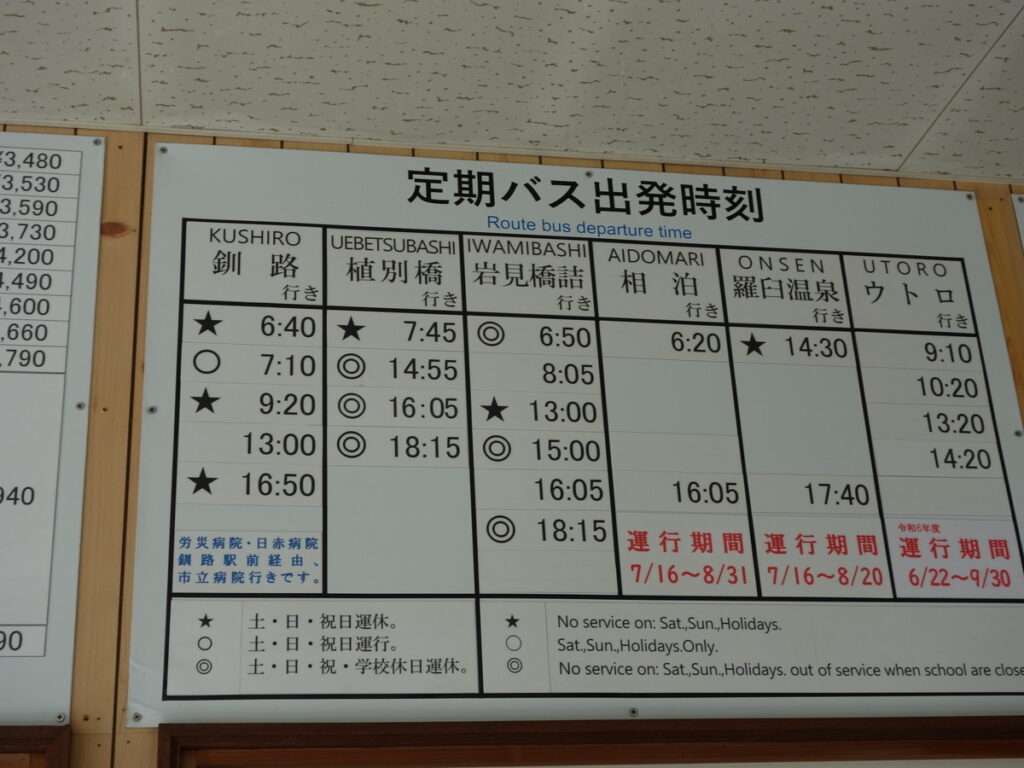 ¥3,480
3,530
3,590
3,730
4,200
4,490
4,600
,660
,790
940
90
定期バス出発時刻
Route bus departure time
KUSHIRO UEBETSUBASHI IWAMIBASHI AIDOMARI ONSEN UTORO
釧路 植別橋 岩見橋詰 相泊 羅臼温泉 ウトロ
行き 行き 行き 行き 行き 行き
★ 6:40 ★ 7:45 ◎ 6:50 6:20 ★ 14:30 9:10
○ 7:10 ◎ 14:55 8:05 10:20
★ 9:20 ◎ 16:05 ★ 13:00 13:20
13:00 ◎ 18:15 ◎ 15:00 14:20
★ 16:50 16:05 16:05 17:40
◎ 18:15
労災病院・日赤病院
釧路駅前経由、
市立病院行きです。
運行期間
7/16～8/31
運行期間
7/16～8/20
令和6年度
運行期間
6/22～9/30
★ 土・日・祝日運休。
○ 土・日・祝日運行。
◎ 土・日・祝・学校休日運休。
★ No service on: Sat.,Sun.,Holidays.
○ Sat.,Sun.,Holidays.Only.
◎ No service on: Sat.,Sun.,Holidays. out of service when school are close